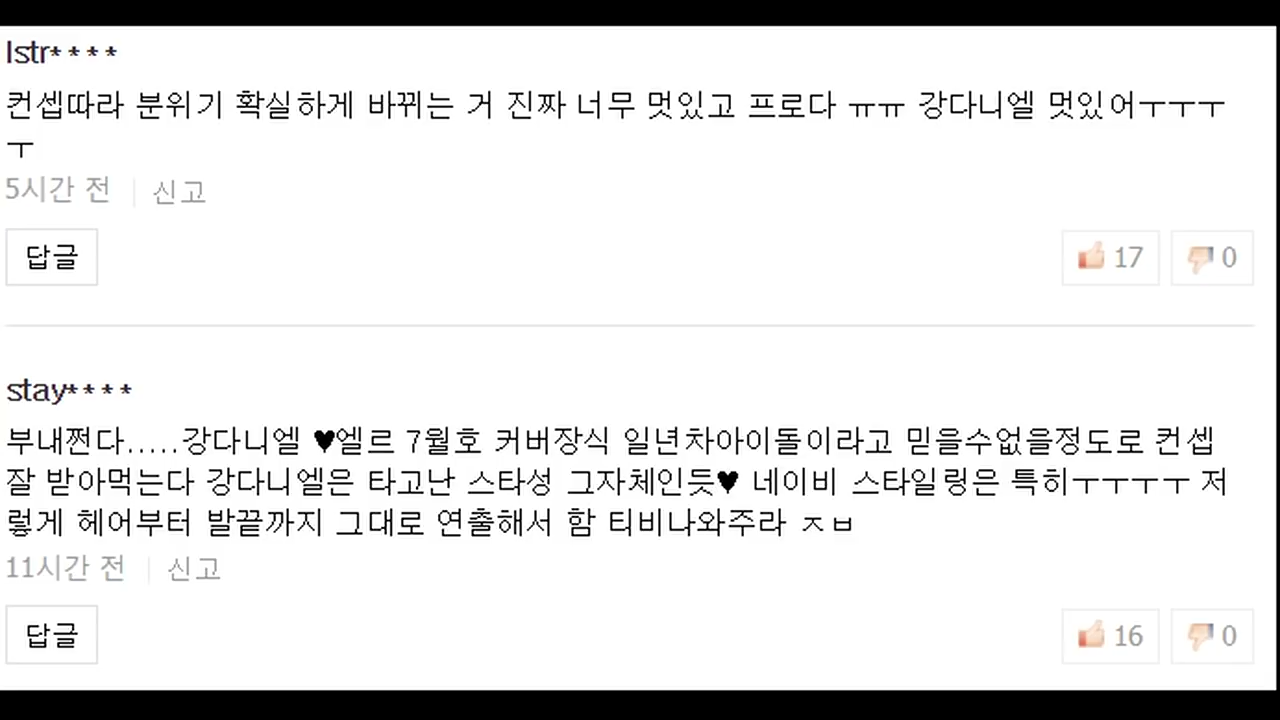 lstr****
컨셉따라 분위기 확실하게 바뀌는 거 진짜 너무 멋있고 프로다 ㅠㅠ 강다니엘 멋있어ㅜㅜㅜ
ㅜ
5시간 전 신고
답글 17 0
stay****
부내쩐다.....강다니엘 ♥엘르 7월호 커버장식 일년차아이돌이라고 믿을수없을정도로 컨셉
잘 받아먹는다 강다니엘은 타고난 스타성 그자체인듯♥ 네이비 스타일링은 특히ㅜㅜㅜㅜ 저
렇게 헤어부터 발끝까지 그대로 연출해서 함 티비나와주라 ㅈㅂ
11시간 전 신고
답글 16 0